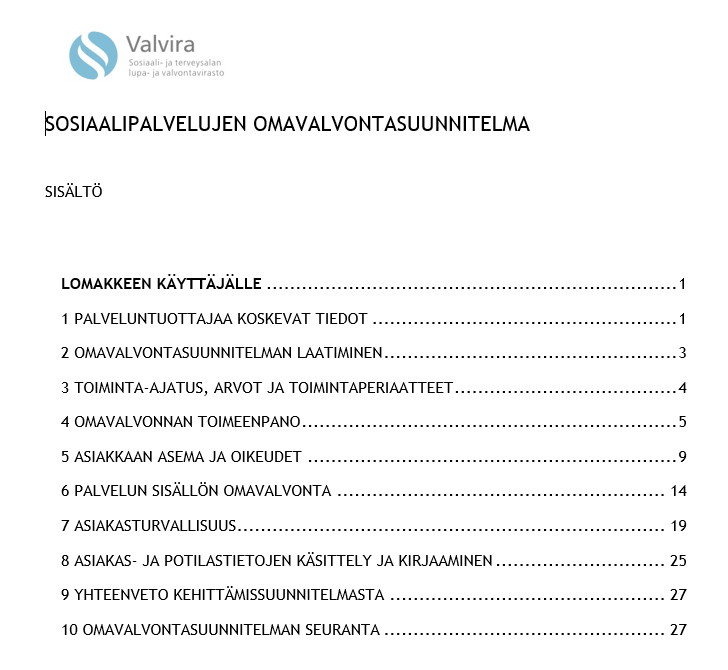 Valvira
Sosiaali- ja terveysalan
lupa- ja valvontavirasto
SOSIAALIPALVELUJEN OMAVALVONTASUUNNITELMA
SISÄLTÖ
LOMAKKEEN KÄYTTÄJÄLLE ......................................................................1
1 PALVELUNTUOTTAJAA KOSKEVAT TIEDOT ....................................................1
2 OMAVALVONTASUUNNITELMAN LAATIMINEN..................................................3
3 TOIMINTA-AJATUS, ARVOT JA TOIMINTAPERIAATTEET......................................4
4 OMAVALVONNAN TOIMEENPANO................................................................5
5 ASIAKKAAN ASEMA JA OIKEUDET ...............................................................9
6 PALVELUN SISÄLLÖN OMAVALVONTA ........................................................ 14
7 ASIAKASTURVALLISUUS......................................................................... 19
8 ASIAKAS- JA POTILASTIETOJEN KÄSITTELY JA KIRJAAMINEN ............................. 25
9 YHTEENVETO KEHITTÄMISSUUNNITELMASTA ............................................... 27
10 OMAVALVONTASUUNNITELMAN SEURANTA ................................................ 27